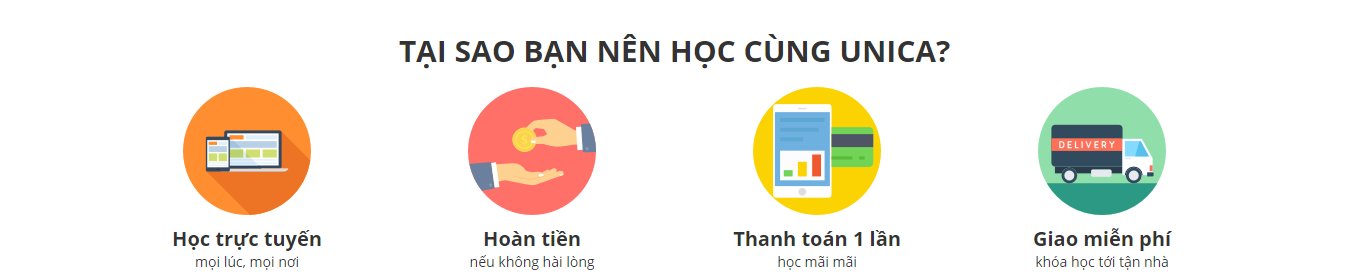 TẠI SAO BẠN NÊN HỌC CÙNG UNICA?
DELIVERY
Học trực tuyến
mọi lúc, mọi nơi
Hoàn tiền
nếu không hài lòng
Thanh toán 1 lần
học mãi mãi
Giao miễn phí
khóa học tới tận nhà